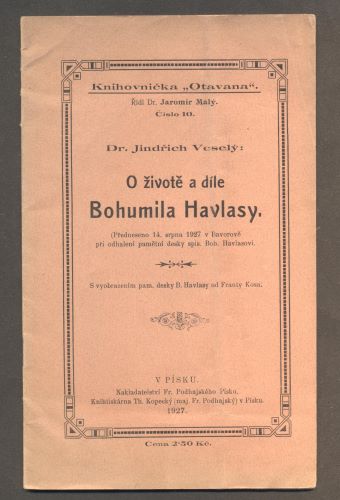 Knihovnička „Otavana“.
Řídí Dr. Jaromír Malý.
Číslo 10.
Dr. Jindřich Veselý:
O životě a díle
Bohumila Havlasy.
(Předneseno 14. srpna 1927 v Bavorově
při odhalení pamětní desky spis. Boh. Havlasovi.
S vyobrazením pam. desky B. Havlasy od Franty Kosa.
V PÍSKU.
Nakladatelství Fr. Podhajského Písku.
Knihtiskárna Th. Kopecký (maj. Fr. Podhajský) v Písku.
1927.
Cena 2·50 Kč.